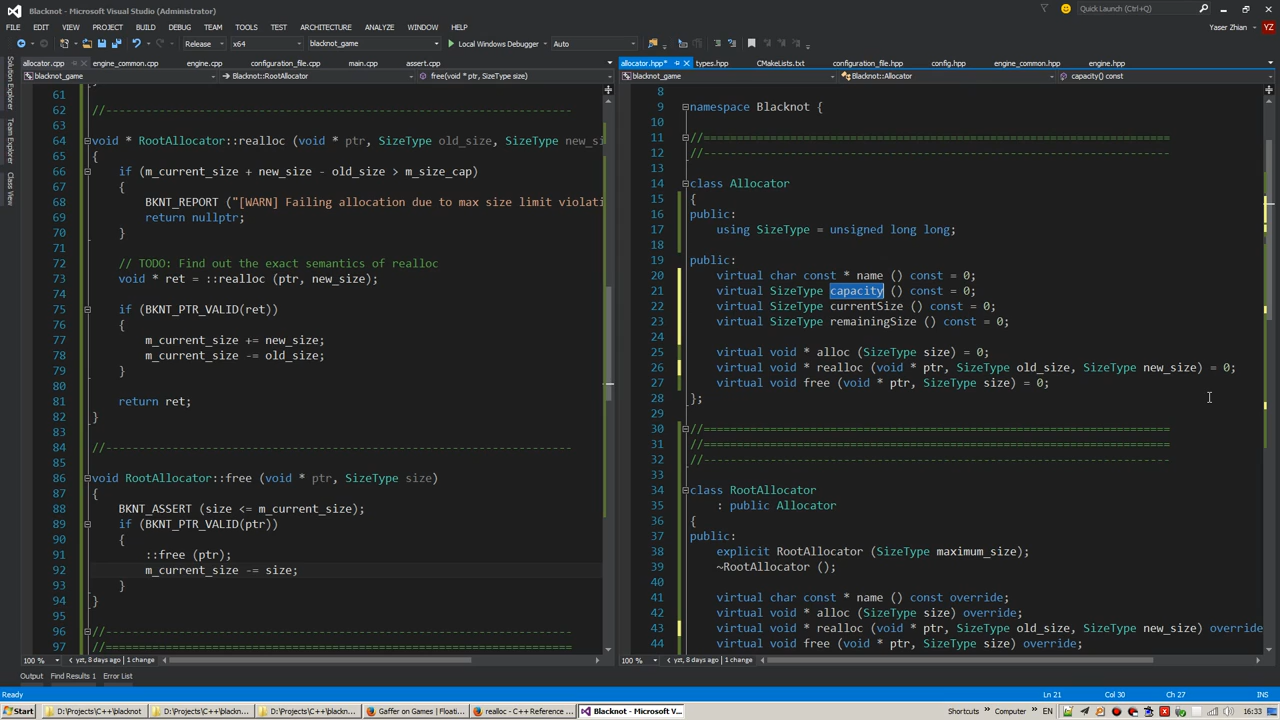 Blacknot - Microsoft Visual Studio (Administrator)
Quick Launch (Ctrl+Q)
FILE EDIT VIEW PROJECT BUILD DEBUG TEAM TOOLS TEST ARCHITECTURE ANALYZE WINDOW HELP
Yaser Zhian YZ
Release x64 blacknot_game Local Windows Debugger Auto
Solution Explorer
Team Explorer
Class View
allocator.cpp engine_common.cpp engine.cpp configuration_file.cpp main.cpp assert.cpp
blacknot_game Blacknot::RootAllocator free(void * ptr, SizeType size)
61 }
62 //----------------------------------------------------------------------
63
64 void * RootAllocator::realloc (void * ptr, SizeType old_size, SizeType new_si
65 {
66 if (m_current_size + new_size - old_size > m_size_cap)
67 {
68 BKNT_REPORT ("[WARN] Failing allocation due to max size limit violati
69 return nullptr;
70 }
71
72 // TODO: Find out the exact semantics of realloc
73 void * ret = ::realloc (ptr, new_size);
74
75 if (BKNT_PTR_VALID(ret))
76 {
77 m_current_size += new_size;
78 m_current_size -= old_size;
79 }
80
81 return ret;
82 }
83
84 //----------------------------------------------------------------------
85
86 void RootAllocator::free (void * ptr, SizeType size)
87 {
88 BKNT_ASSERT (size <= m_current_size);
89 if (BKNT_PTR_VALID(ptr))
90 {
91 ::free (ptr);
92 m_current_size -= size;
93 }
94 }
95
96 //----------------------------------------------------------------------
97 //======================================================================
100 % yzt, 8 days ago | 1 change
allocator.hpp* types.hpp CMakeLists.txt configuration_file.hpp config.hpp engine_common.hpp engine.hpp
blacknot_game Blacknot::Allocator capacity() const
8
9 namespace Blacknot {
10
11 //======================================================================
12 //----------------------------------------------------------------------
13
14 class Allocator
15 {
16 public:
17 using SizeType = unsigned long long;
18
19 public:
20 virtual char const * name () const = 0;
21 virtual SizeType capacity () const = 0;
22 virtual SizeType currentSize () const = 0;
23 virtual SizeType remainingSize () const = 0;
24
25 virtual void * alloc (SizeType size) = 0;
26 virtual void * realloc (void * ptr, SizeType old_size, SizeType new_size) = 0;
27 virtual void free (void * ptr, SizeType size) = 0;
28 };
29
30 //======================================================================
31 //======================================================================
32 //----------------------------------------------------------------------
33
34 class RootAllocator
35 : public Allocator
36 {
37 public:
38 explicit RootAllocator (SizeType maximum_size);
39 ~RootAllocator ();
40
41 virtual char const * name () const override;
42 virtual void * alloc (SizeType size) override;
43 virtual void * realloc (void * ptr, SizeType old_size, SizeType new_size) override
44 virtual void free (void * ptr, SizeType size) override;
100 % yzt, 8 days ago | 1 change
Output Find Results 1 Error List
Ready Ln 21 Col 30 Ch 27 INS
Start D:\Projects\C++\blacknot D:\Projects\C++\blackn... D:\Projects\C++\blackn... Gaffer on Games | Floati... realloc - C++ Reference ... Blacknot - Microsoft V... Shortcuts » Computer » EN 16:33